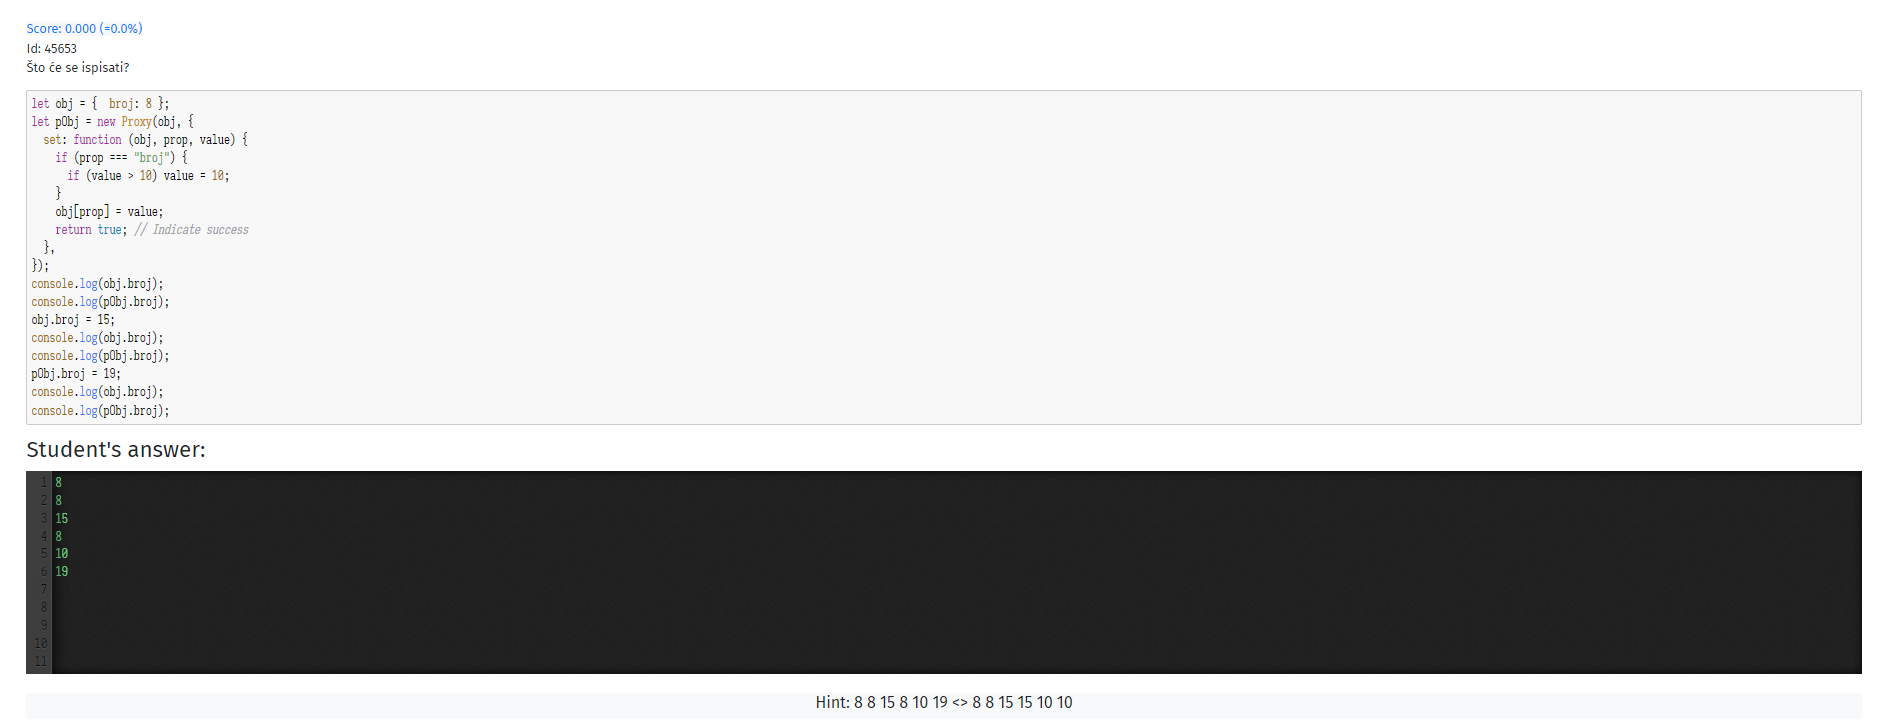 Score: 0.000 (=0.0%)
Id: 45653
Što će se ispisati?
let obj = {  broj: 8 };
let pObj = new Proxy(obj, {
  set: function (obj, prop, value) {
    if (prop === "broj") {
      if (value > 10) value = 10;
    }
    obj[prop] = value;
    return true; // Indicate success
  },
});
console.log(obj.broj);
console.log(pObj.broj);
obj.broj = 15;
console.log(obj.broj);
console.log(pObj.broj);
pObj.broj = 19;
console.log(obj.broj);
console.log(pObj.broj);
Student's answer:
1 8
2 8
3 15
4 8
5 10
6 19
7
8
9
10
11
Hint: 8 8 15 8 10 19 <> 8 8 15 15 10 10